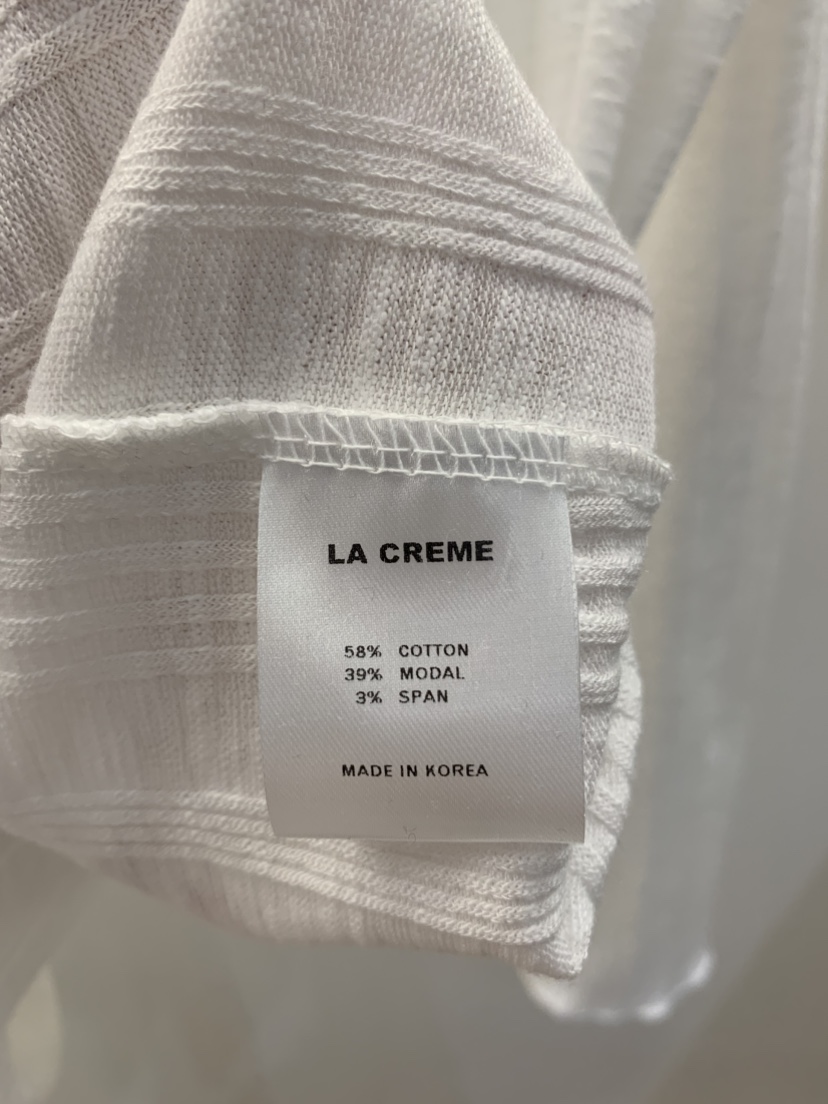 LA CREME
58% COTTON
39% MODAL
3% SPAN
MADE IN KOREA